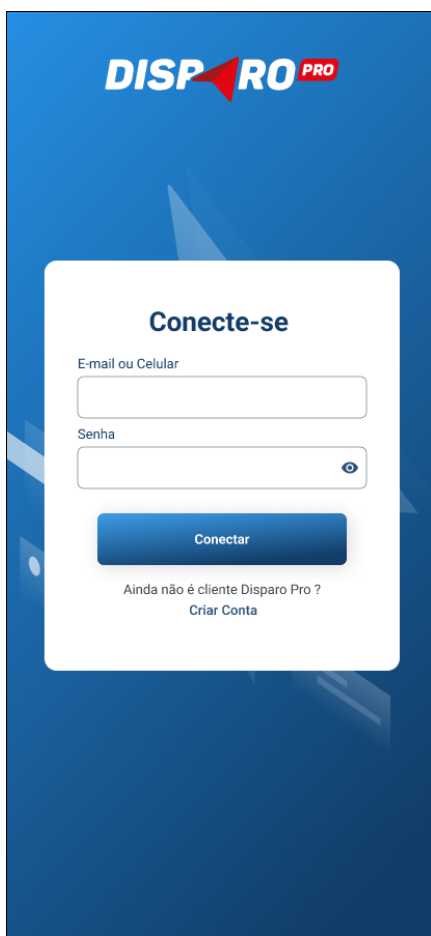 DISPARO PRO
Conecte-se
E-mail ou Celular
Senha
Conectar
Ainda não é cliente Disparo Pro ?
Criar Conta